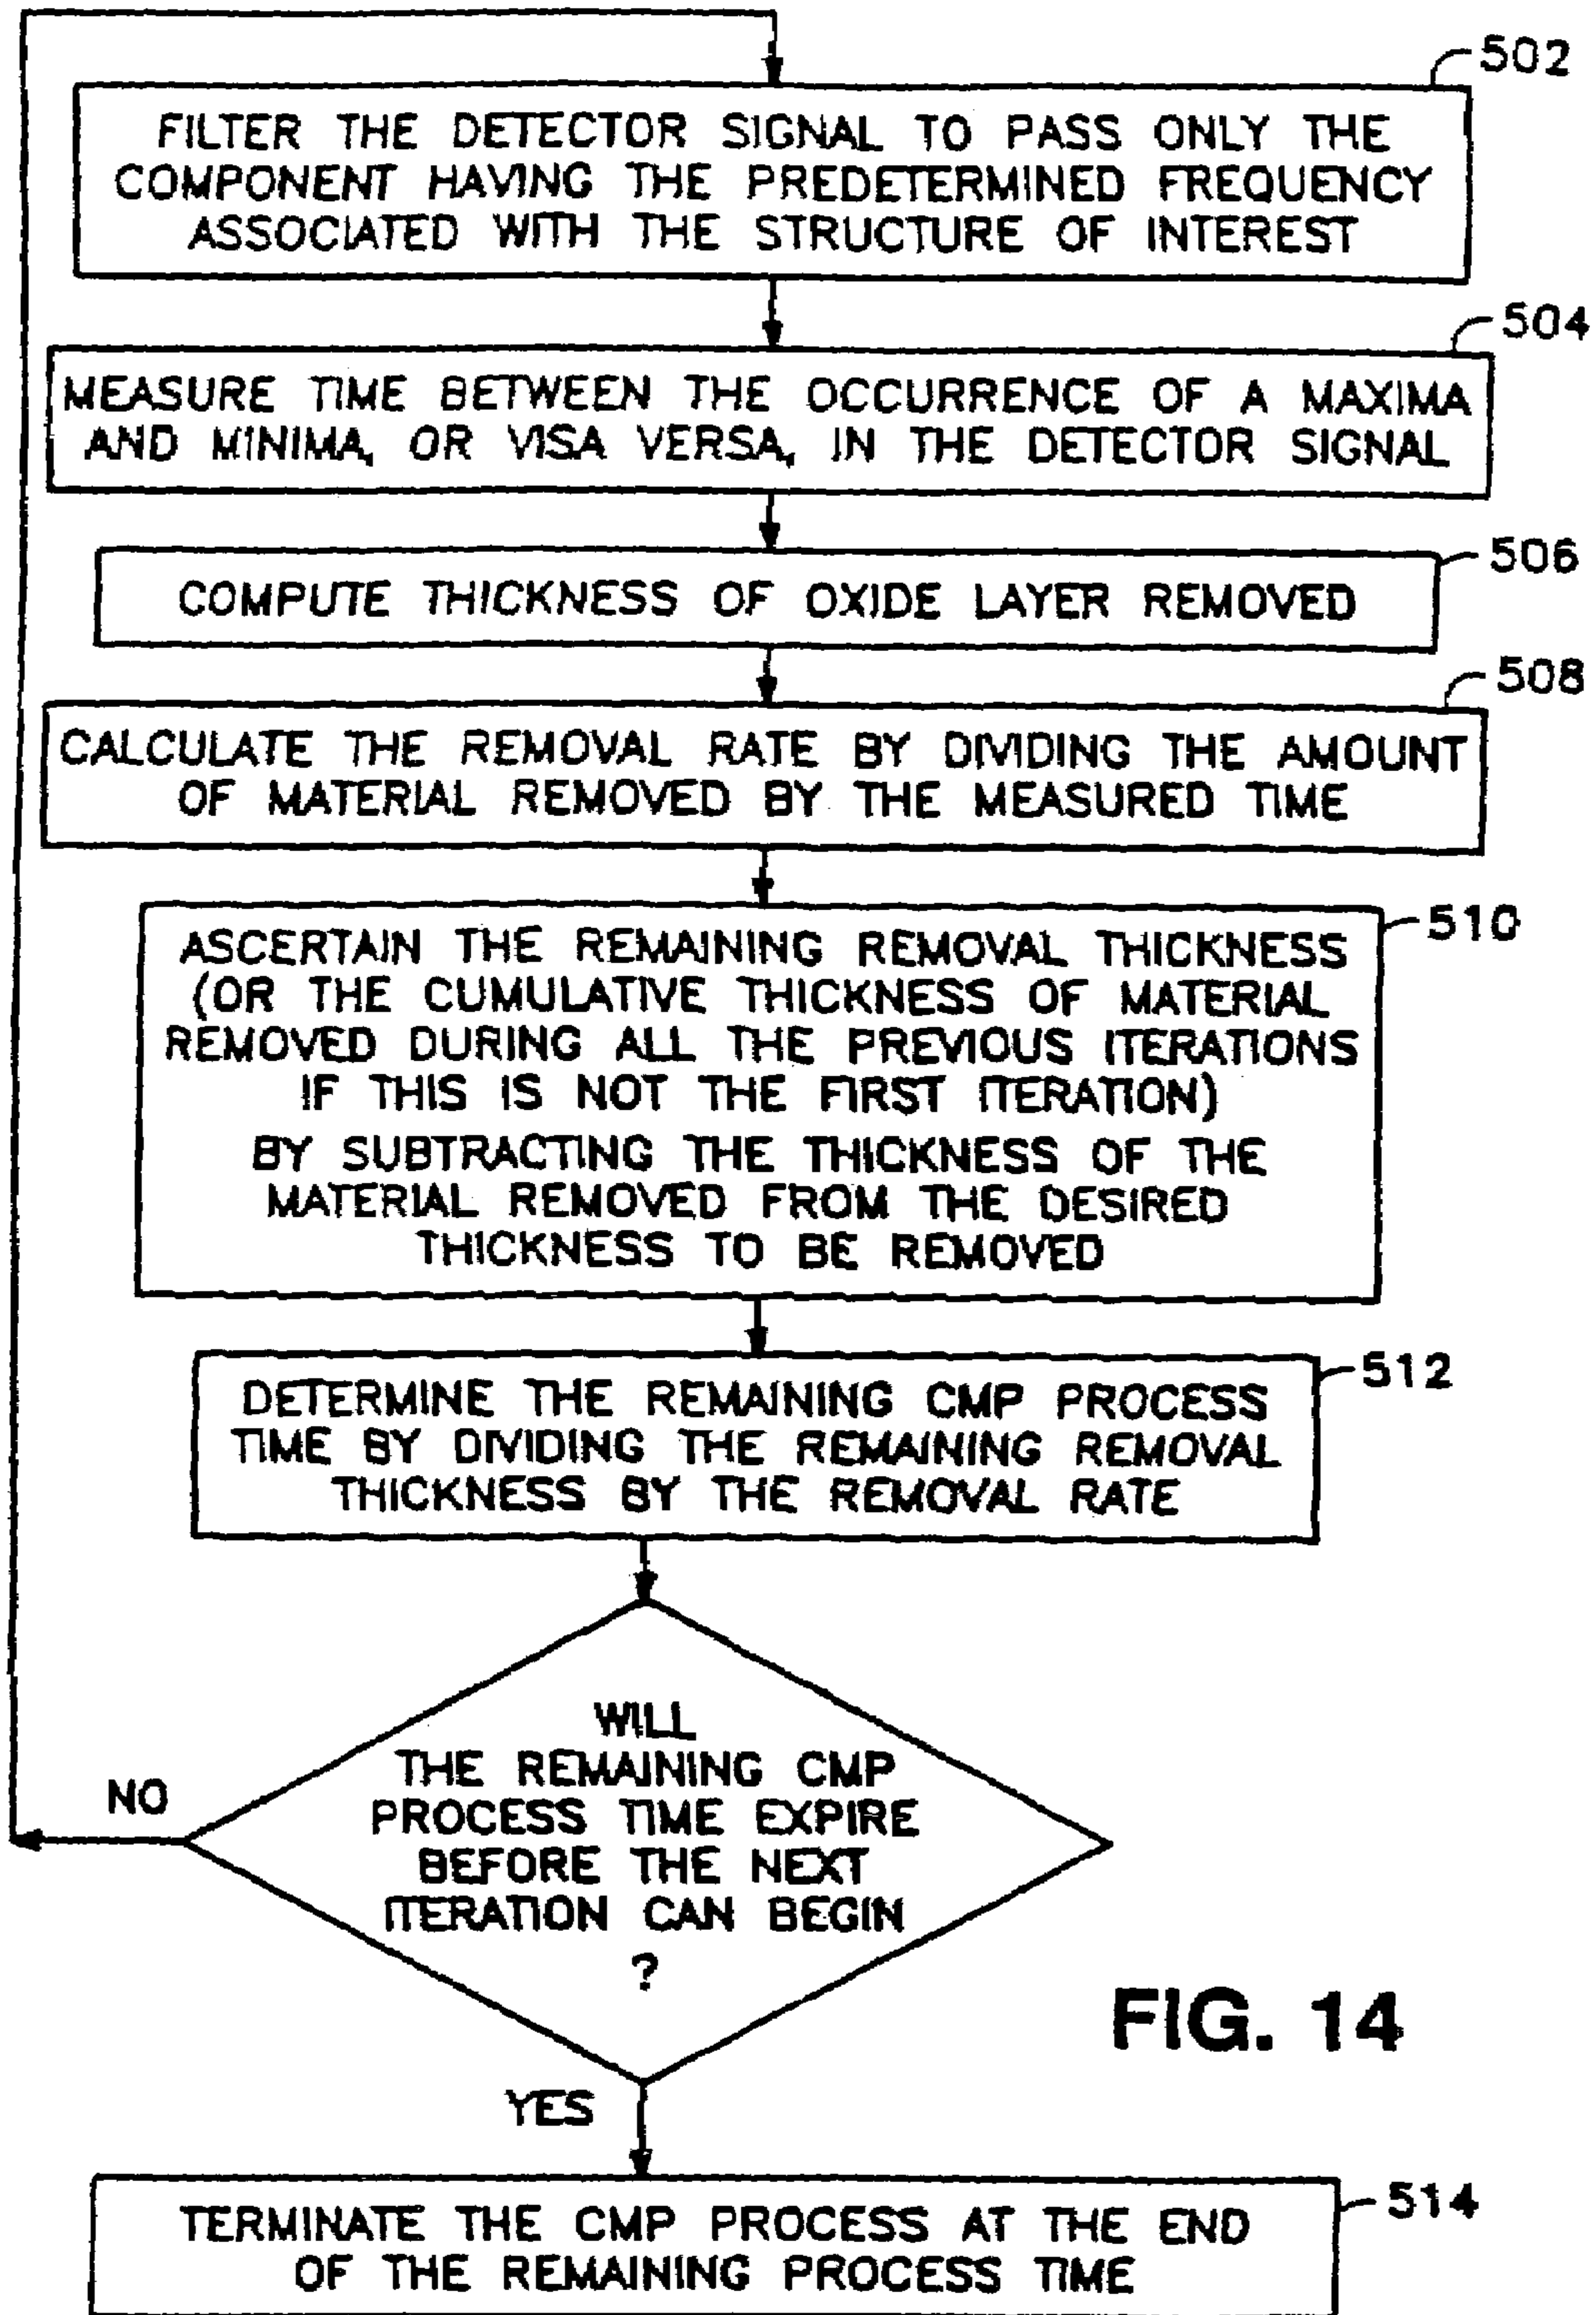 502
FILTER THE DETECTOR SIGNAL TO PASS ONLY THE
COMPONENT HAVING THE PREDETERMINED FREQUENCY
ASSOCIATED WITH THE STRUCTURE OF INTEREST
504
MEASURE TIME BETWEEN THE OCCURRENCE OF A MAXIMA
AND MINIMA, OR VISA VERSA, IN THE DETECTOR SIGNAL
506
COMPUTE THICKNESS OF OXIDE LAYER REMOVED
508
CALCULATE THE REMOVAL RATE BY DIVIDING THE AMOUNT
OF MATERIAL REMOVED BY THE MEASURED TIME
510
ASCERTAIN THE REMAINING REMOVAL THICKNESS
(OR THE CUMULATIVE THICKNESS OF MATERIAL
REMOVED DURING ALL THE PREVIOUS ITERATIONS
IF THIS IS NOT THE FIRST ITERATION)
BY SUBTRACTING THE THICKNESS OF THE
MATERIAL REMOVED FROM THE DESIRED
THICKNESS TO BE REMOVED
512
DETERMINE THE REMAINING CMP PROCESS
TIME BY DIVIDING THE REMAINING REMOVAL
THICKNESS BY THE REMOVAL RATE
WILL
THE REMAINING CMP
PROCESS TIME EXPIRE
BEFORE THE NEXT
ITERATION CAN BEGIN
?
NO
FIG. 14
YES
514
TERMINATE THE CMP PROCESS AT THE END
OF THE REMAINING PROCESS TIME